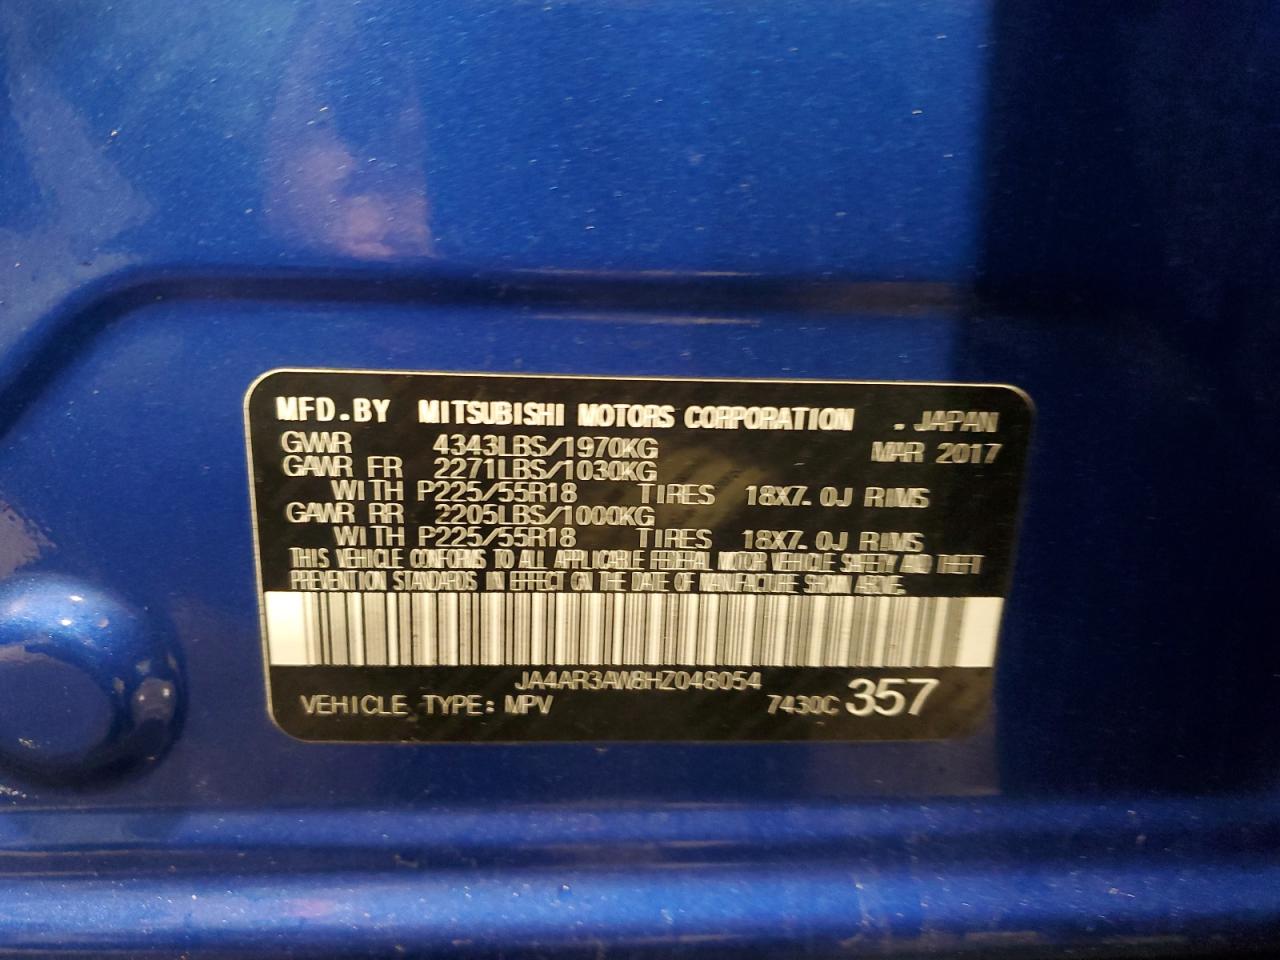 MFD.BY MITSUBISHI MOTORS CORPORATION . JAPAN
GVWR 4343LBS/1970KG MAR 2017
GAWR FR 2271LBS/1030KG
WITH P225/55R18 TIRES 18X7.0J RIMS
GAWR RR 2205LBS/1000KG
WITH P225/55R18 TIRES 18X7.0J RIMS
THIS VEHICLE CONFORMS TO ALL APPLICABLE FEDERAL MOTOR VEHICLE SAFETY AND THEFT
PREVENTION STANDARDS IN EFFECT ON THE DATE OF MANUFACTURE SHOWN ABOVE.
JA4AR3AW8HZ048054
VEHICLE TYPE: MPV 7430C 357